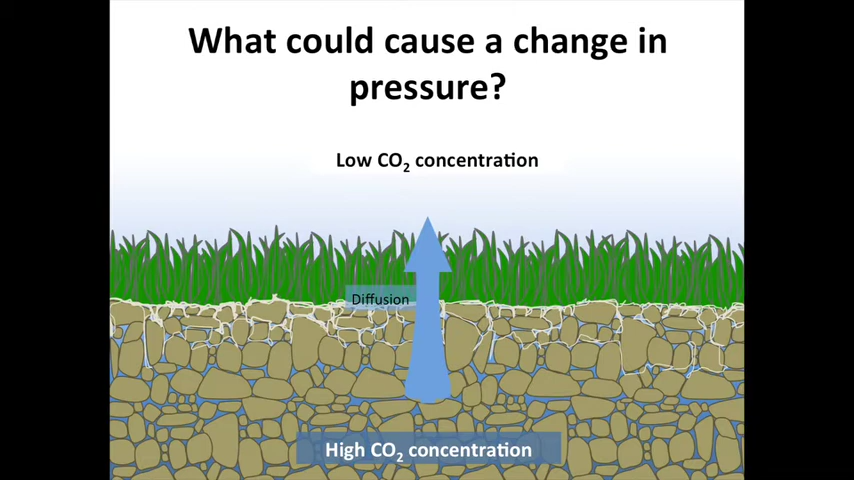 What could cause a change in
pressure?
Low CO₂ concentration
Diffusion
High CO₂ concentration